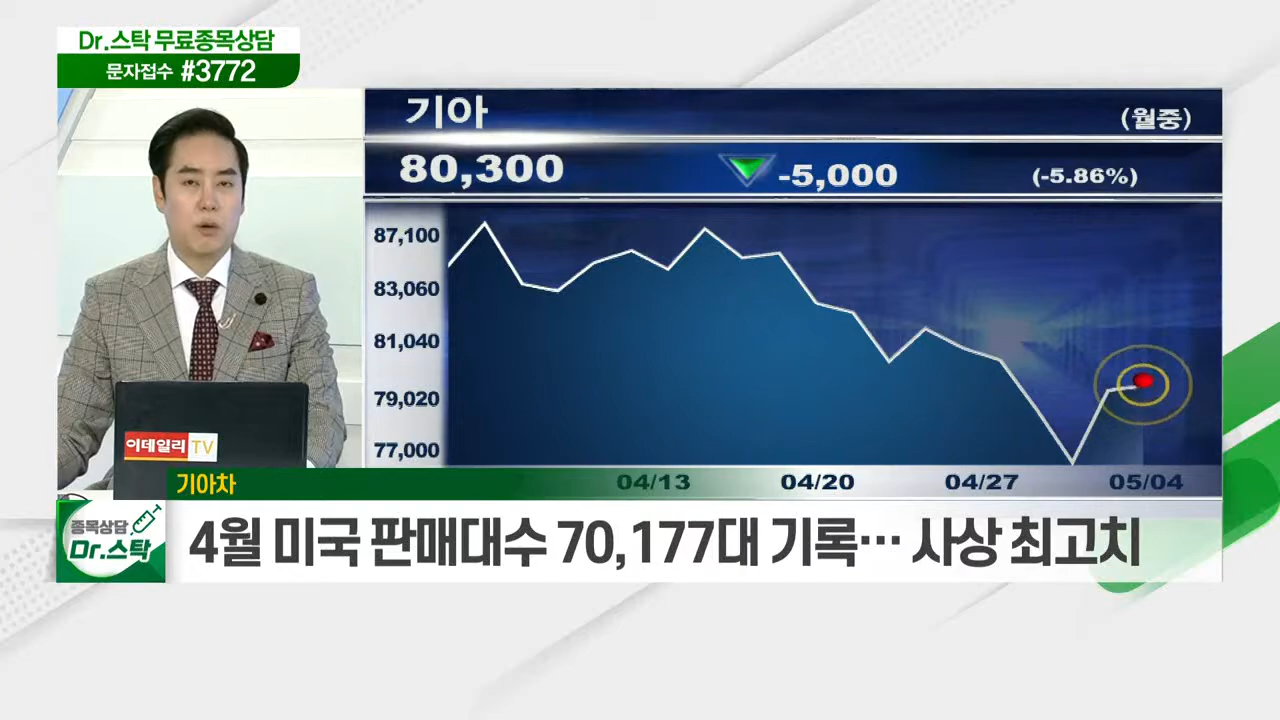 Dr.스탁 무료종목상담
문자접수 #3772
기아
(월중)
80,300
-5,000
(-5.86%)
87,100
83,060
81,040
79,020
77,000
04/13
04/20
04/27
05/04
이데일리 TV
기아차
종목상담
Dr.스탁
4월 미국 판매대수 70,177대 기록… 사상 최고치